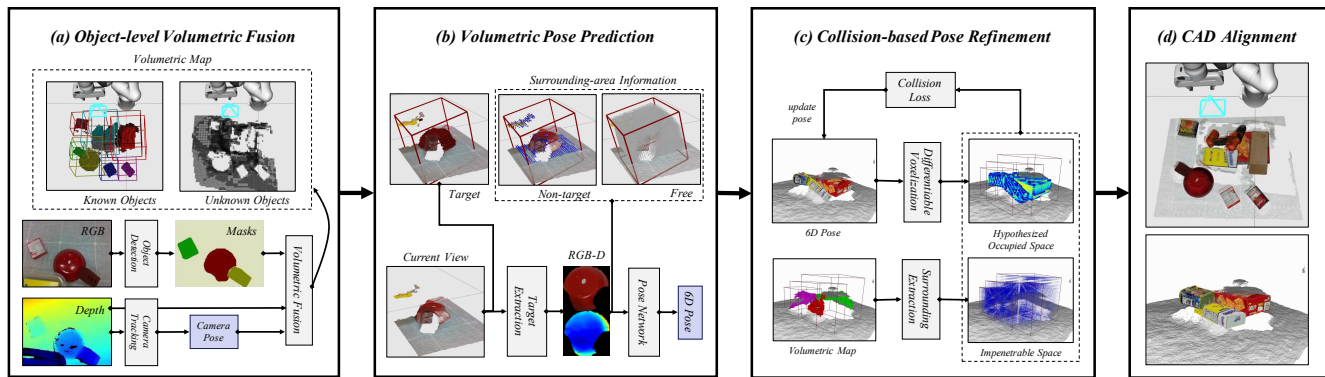 (a) Object-level Volumetric Fusion
Volumetric Map
Known Objects
Unknown Objects
RGB
Object
Detection
Masks
Depth
Camera
Tracking
Camera
Pose
Volumetric Fusion
(b) Volumetric Pose Prediction
Surrounding-area Information
Target
Non-target
Free
Current View
Target
Extraction
RGB-D
Pose Network
6D Pose
(c) Collision-based Pose Refinement
Collision
Loss
update
pose
6D Pose
Differentiable
Voxelization
Hypothesized
Occupied Space
Volumetric Map
Surrounding
Extraction
Impenetrable Space
(d) CAD Alignment